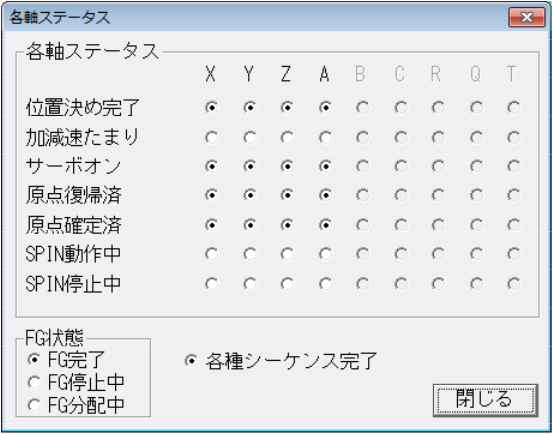 各軸ステータス
各軸ステータス
X Y Z A B C R Q T
位置決め完了
加減速たまり
サーボオン
原点復帰済
原点確定済
SPIN動作中
SPIN停止中
FG状態
FG完了
FG停止中
FG分配中
各種シーケンス完了
閉じる